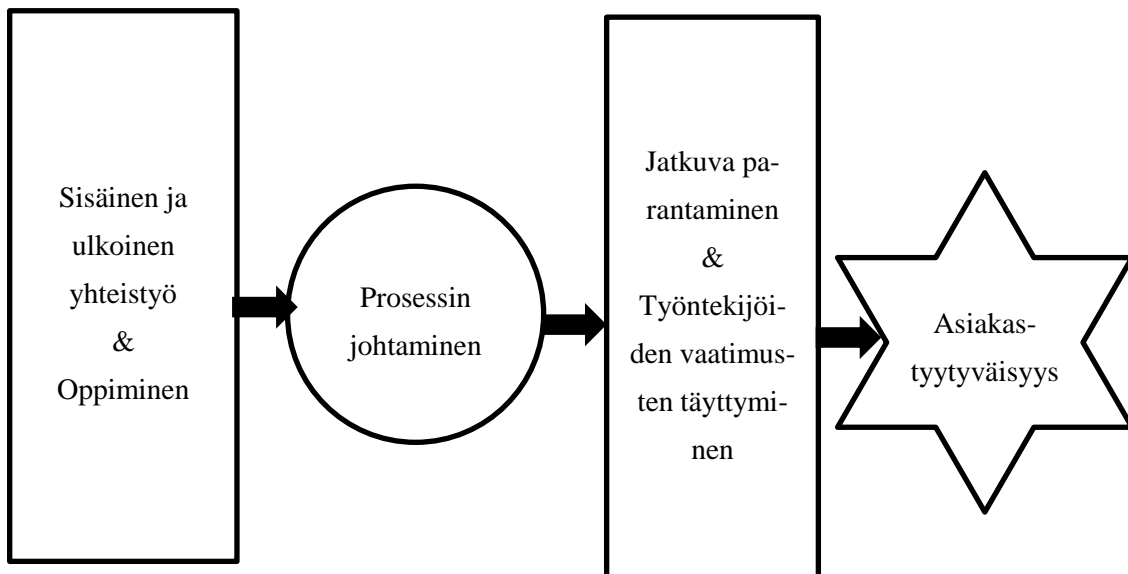 Sisäinen ja
ulkoinen
yhteistyö
&
Oppiminen
Prosessin
johtaminen
Jatkuva pa-
rantaminen
&
Työntekijöi-
den vaatimus-
ten täyttymi-
nen
Asiakas-
tyytyväisyys